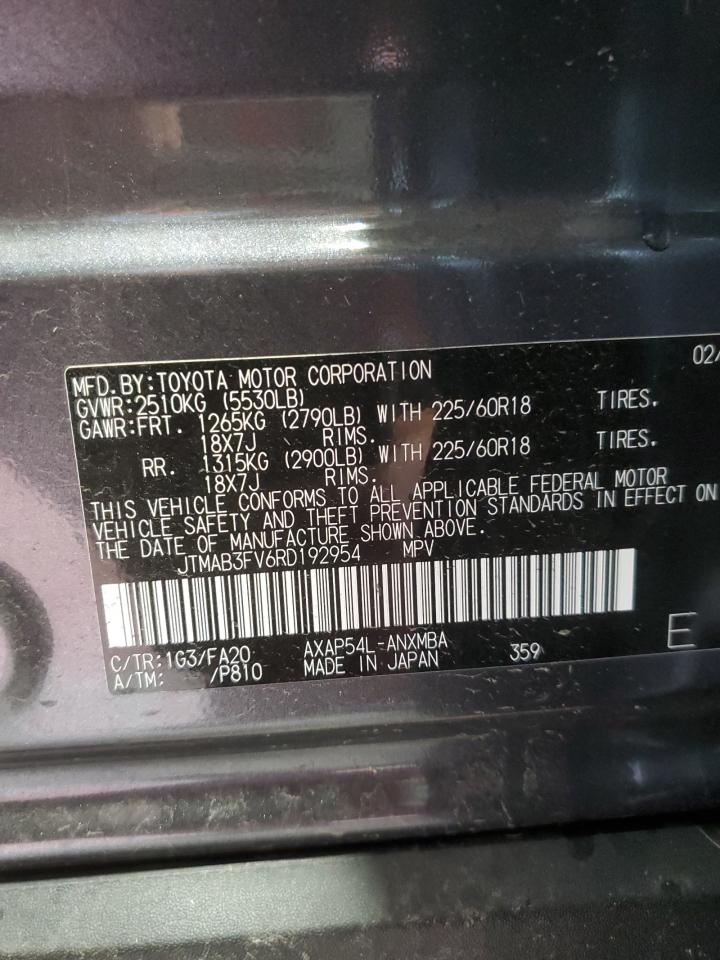 02/
MFD.BY:TOYOTA MOTOR CORPORATION
GVWR:2510KG (5530LB)
GAWR:FRT. 1265KG (2790LB) WITH 225/60R18 TIRES.
18X7J RIMS.
RR. 1315KG (2900LB) WITH 225/60R18 TIRES.
18X7J RIMS.
THIS VEHICLE CONFORMS TO ALL APPLICABLE FEDERAL MOTOR
VEHICLE SAFETY AND THEFT PREVENTION STANDARDS IN EFFECT ON
THE DATE OF MANUFACTURE SHOWN ABOVE.
JTMAB3FV6RD192954 MPV
C/TR:1G3/FA20 AXAP54L-ANXMBA 359 E
A/TM: /P810 MADE IN JAPAN